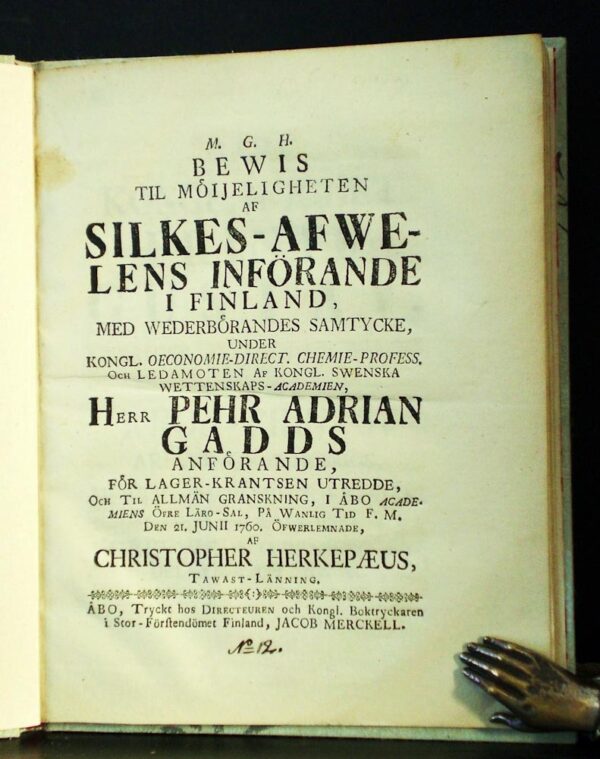 M. G. H.
BEWIS
TIL MÖIJELIGHETEN
AF
SILKES-AFWE-
LENS INFÖRANDE
I FINLAND,
MED WEDERBÖRANDES SAMTYCKE,
UNDER
KONGL. OECONOMIE-DIRECT. CHEMIE-PROFESS.
OCH LEDAMOTEN AF KONGL. SWENSKA
WETTENSKAPS-ACADEMIEN,
HERR PEHR ADRIAN
GADDS
ANFÖRANDE,
FÖR LAGER-KRANTSEN UTREDDE,
OCH TIL ALLMÄN GRANSKNING, I ÅBO ACADE-
MIENS ÖFRE LÄRO-SAL, PÅ WANLIG TID F. M.
DEN 21. JUNII 1760. ÖFWERLEMNADE,
AF
CHRISTOPHER HERKEPÆUS,
TAWAST-LÄNNING.
ÅBO, Tryckt hos DIRECTEUREN och Kongl. Boktryckaren
i Stor-Förstendömet Finland, JACOB MERCKELL.
No 12.